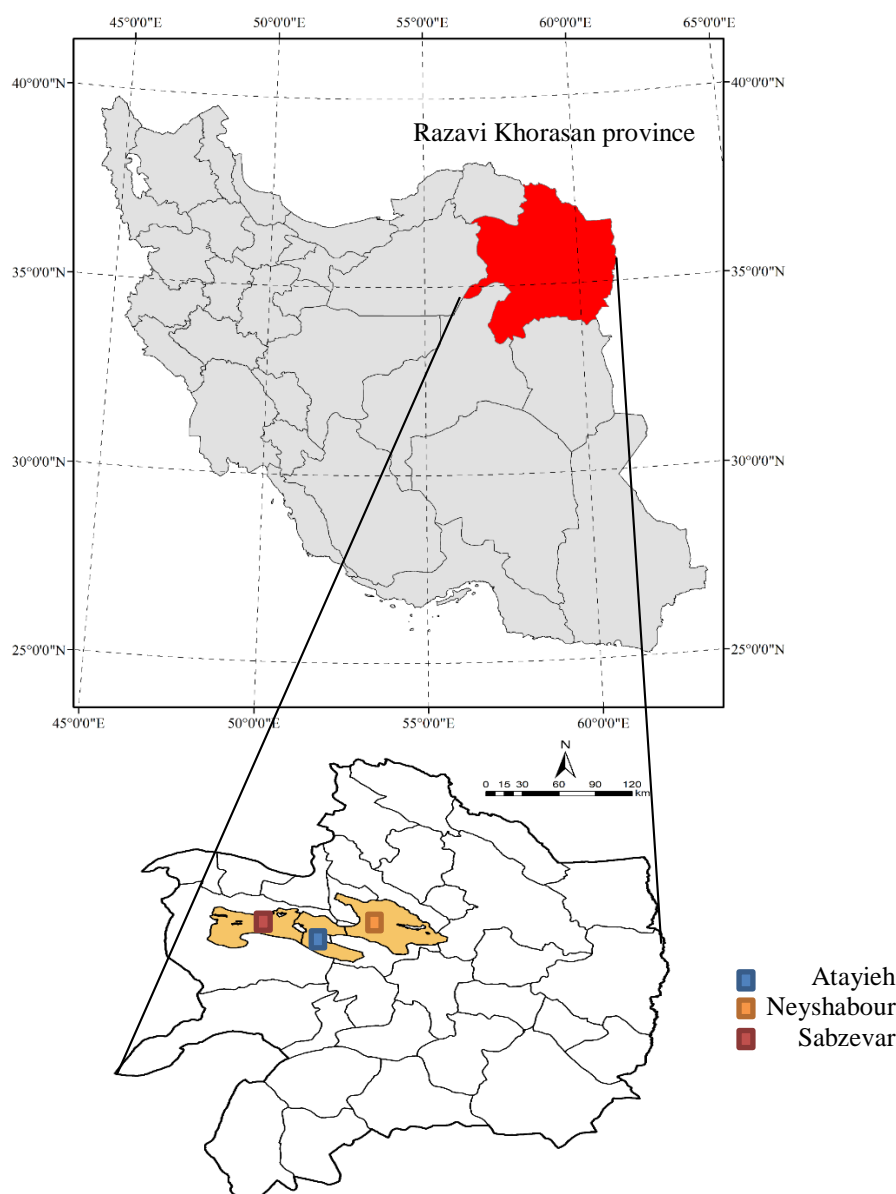 45°0'0"E 50°0'0"E 55°0'0"E 60°0'0"E 65°0'0"E
40°0'0"N 40°0'0"N
Razavi Khorasan province
35°0'0"N 35°0'0"N
30°0'0"N 30°0'0"N
25°0'0"N 25°0'0"N
45°0'0"E 50°0'0"E 55°0'0"E 60°0'0"E
N
0 15 30 60 90 120
km
Atayieh
Neyshabour
Sabzevar